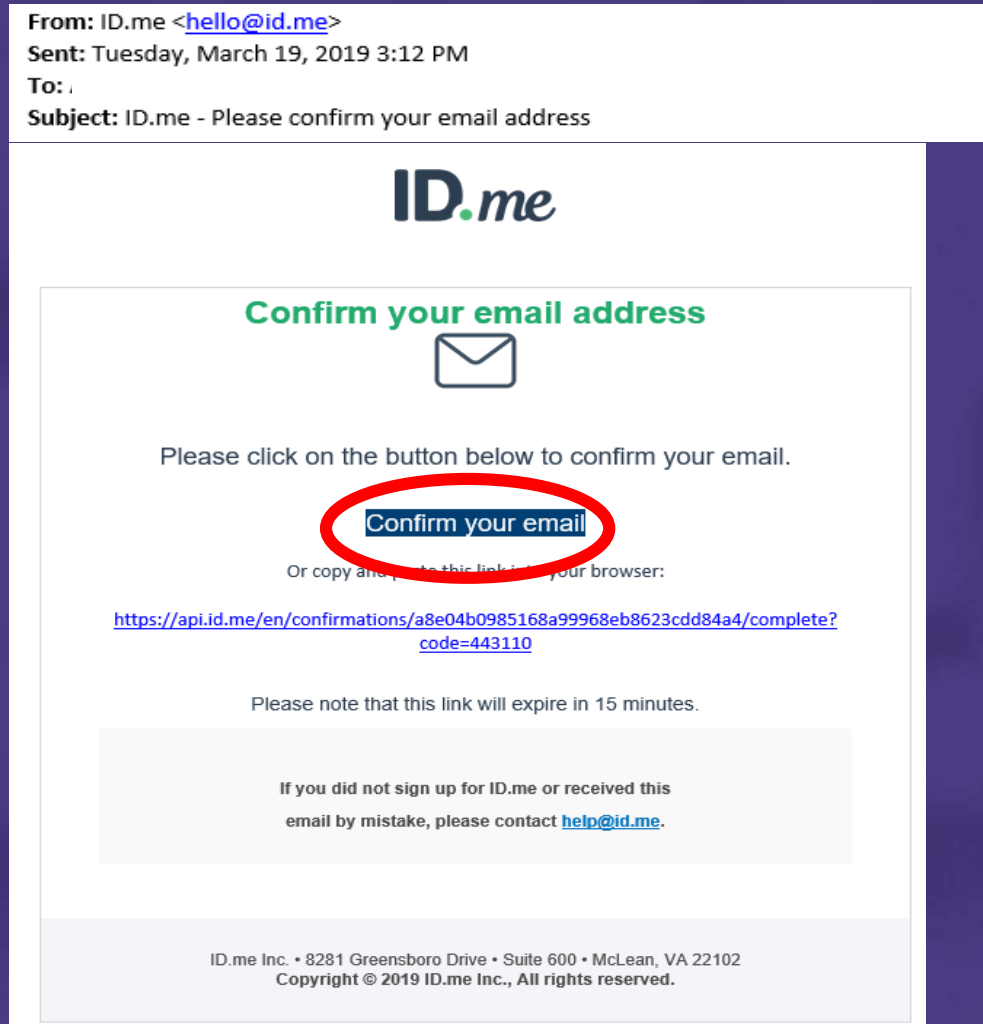 From: ID.me <hello@id.me>
Sent: Tuesday, March 19, 2019 3:12 PM
To:
Subject: ID.me - Please confirm your email address
ID.me
Confirm your email address
Please click on the button below to confirm your email.
Confirm your email
Or copy and paste this link into your browser:
https://api.id.me/en/confirmations/a8e04b0985168a99968eb8623cdd84a4/complete?
code=443110
Please note that this link will expire in 15 minutes.
If you did not sign up for ID.me or received this
email by mistake, please contact help@id.me.
ID.me Inc. • 8281 Greensboro Drive • Suite 600 • McLean, VA 22102
Copyright © 2019 ID.me Inc., All rights reserved.